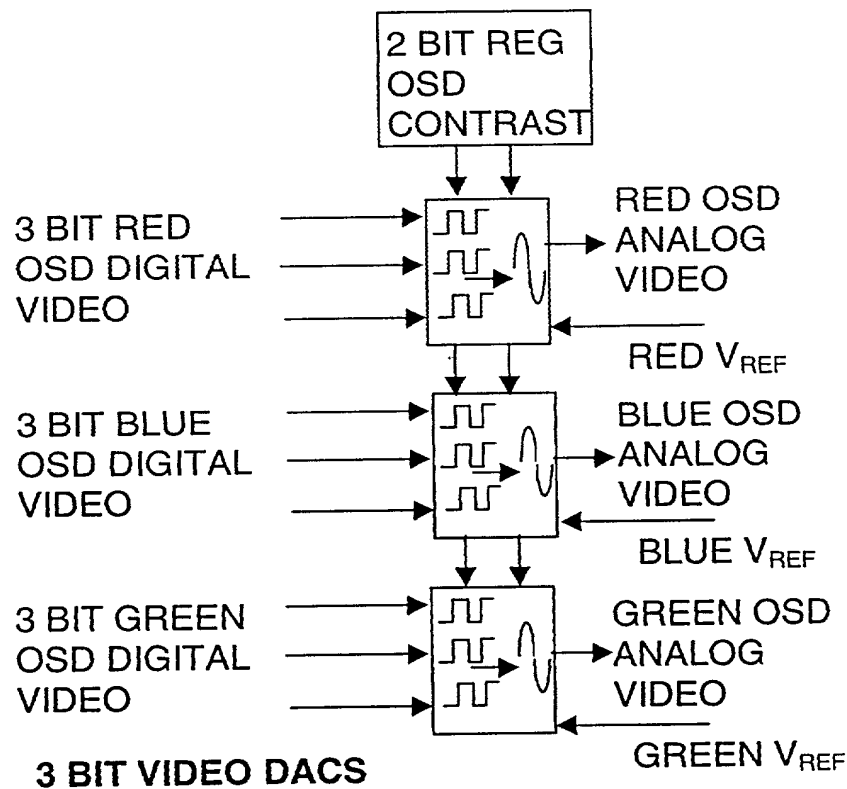 2 BIT REG
OSD
CONTRAST
3 BIT RED
OSD DIGITAL
VIDEO
RED OSD
ANALOG
VIDEO
RED VREF
3 BIT BLUE
OSD DIGITAL
VIDEO
BLUE OSD
ANALOG
VIDEO
BLUE VREF
3 BIT GREEN
OSD DIGITAL
VIDEO
GREEN OSD
ANALOG
VIDEO
GREEN VREF
3 BIT VIDEO DACS